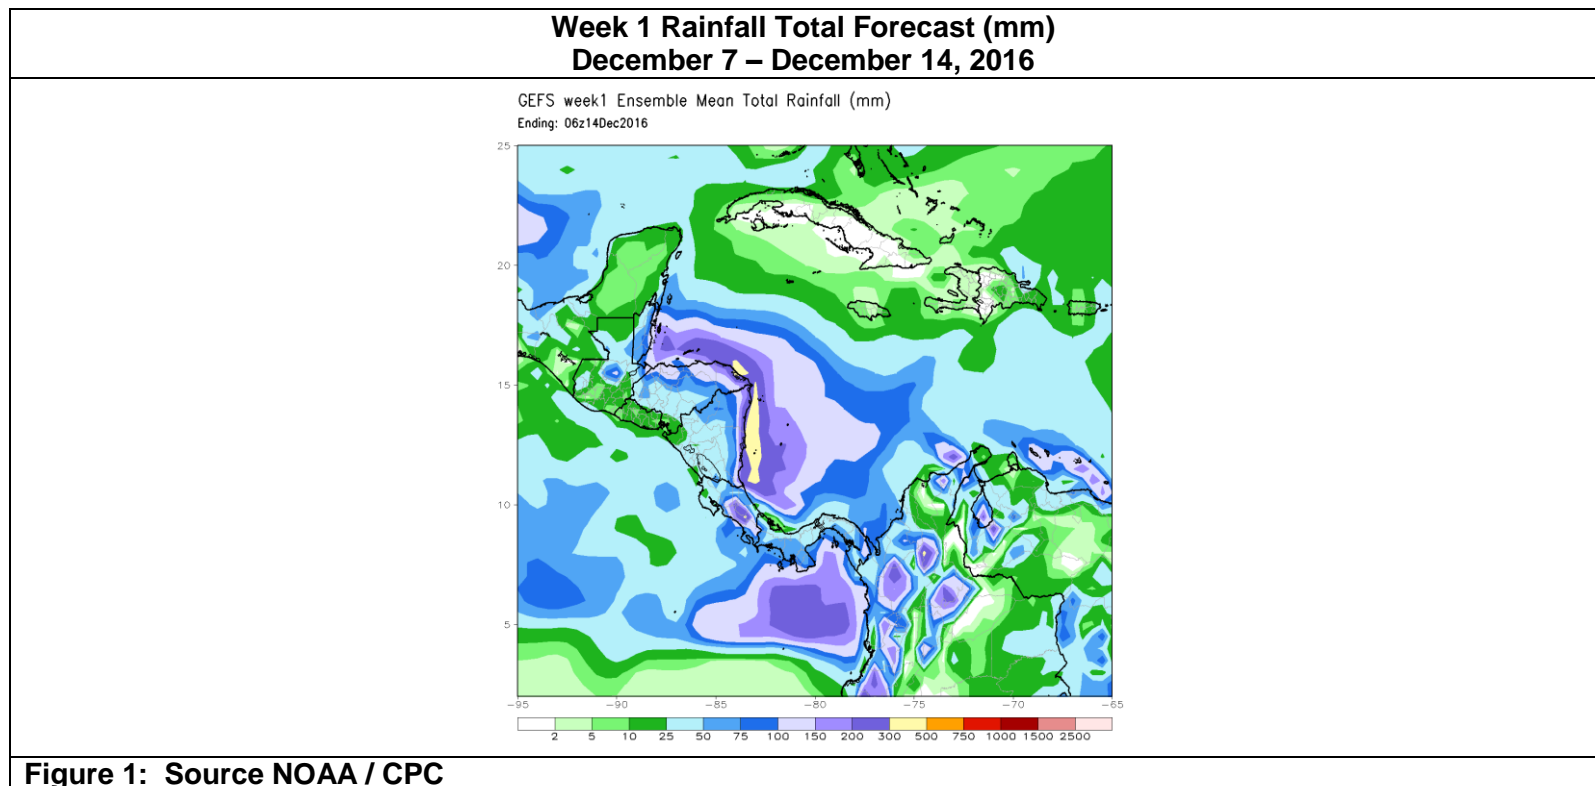 Week 1 Rainfall Total Forecast (mm)
December 7 – December 14, 2016
GEFS week1 Ensemble Mean Total Rainfall (mm)
Ending: 06z14Dec2016
25
20
15
10
5
-95 -90 -85 -80 -75 -70 -65
2 5 10 25 50 75 100 150 200 300 500 750 1000 1500 2500
Figure 1: Source NOAA / CPC